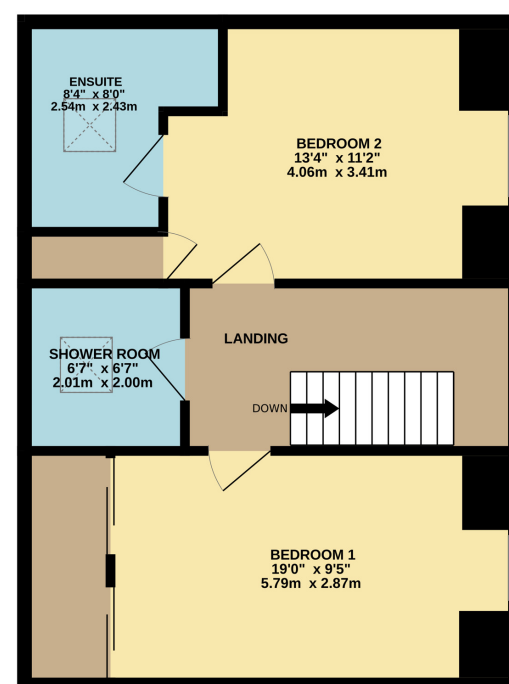 ENSUITE
8'4" x 8'0"
2.54m x 2.43m
BEDROOM 2
13'4" x 11'2"
4.06m x 3.41m
LANDING
SHOWER ROOM
6'7" x 6'7"
2.01m x 2.00m
DOWN
BEDROOM 1
19'0" x 9'5"
5.79m x 2.87m